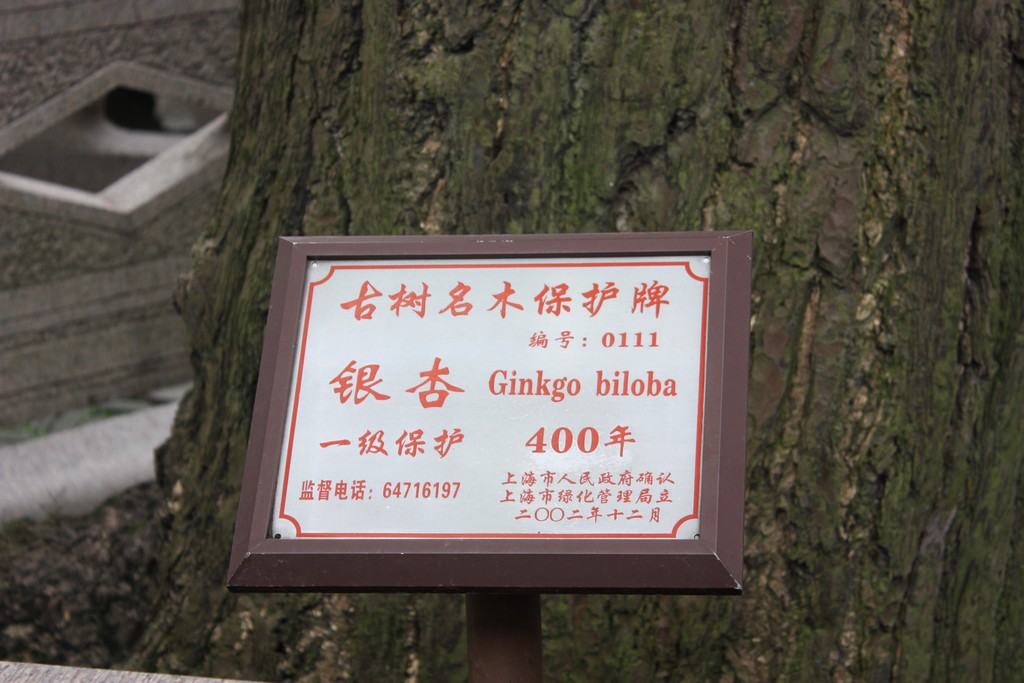 古树名木保护牌
编号：0111
银杏 Ginkgo biloba
一级保护 400年
监督电话：64716197
上海市人民政府确认
上海市绿化管理局立
二〇〇二年十二月